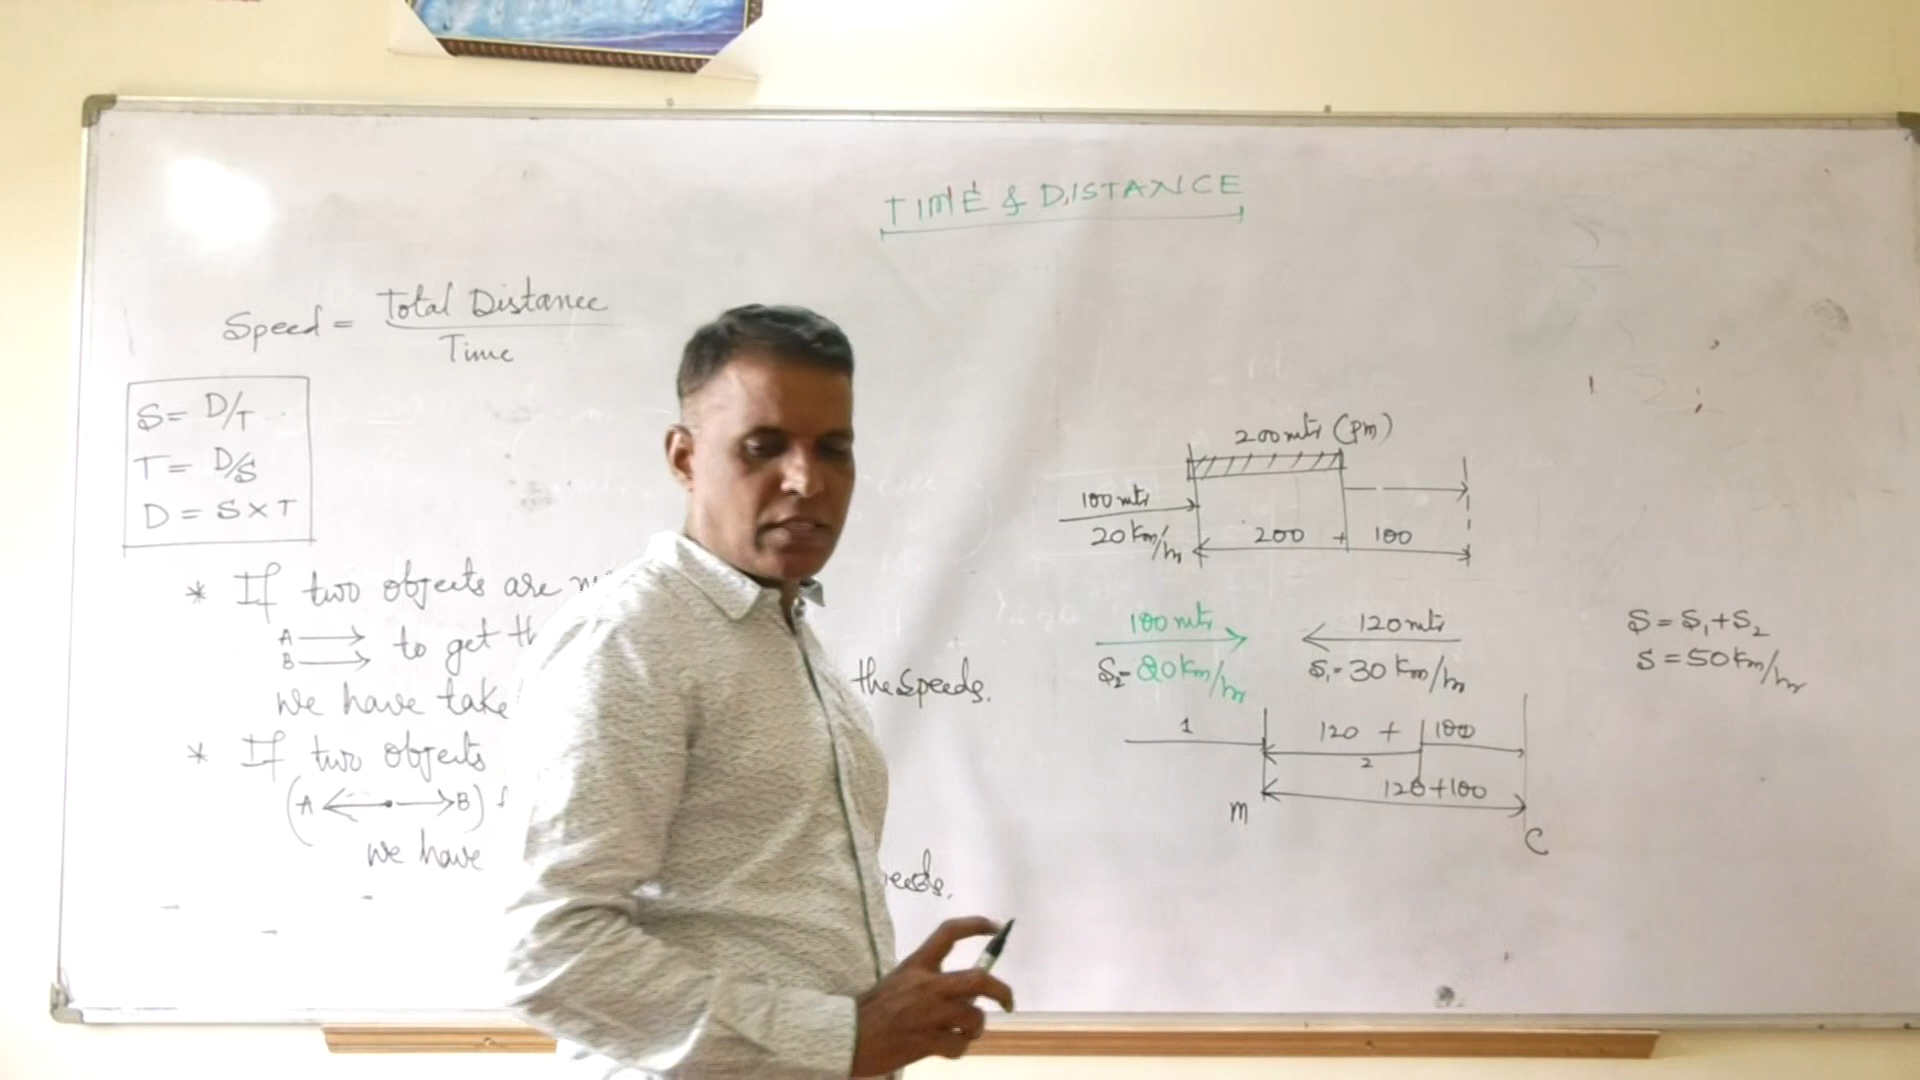 TIME & DISTANCE
Speed = Total Distance
Time
S = D/T
T = D/S
D = S X T
* If two objects are
A
B
to get th
we have take
the speeds.
* If two objects
(A B)
we have
eeds.
200 mtr (Pm)
100 mtr
20 Km/hr
200 + 100
100 mtr
S2 = 20 Km/hr
120 mtr
S1 = 30 Km/hr
S = S1 + S2
S = 50 Km/hr
1
120 + 100
2
120+100
M
C